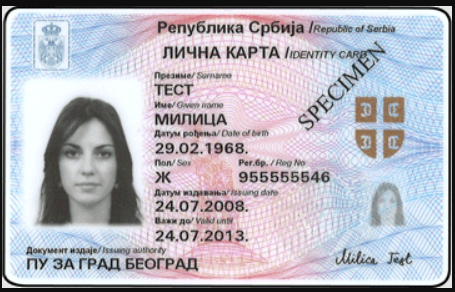 Република Србија /Republic of Serbia
ЛИЧНА КАРТА /IDENTITY CARD
SPECIMEN
Презиме/ Surname
ТЕСТ
Име/ Given name
МИЛИЦА
Датум рођења/ Date of birth
29.02.1968.
Пол/ Sex Рег.бр. / Reg No
Ж 955555546
Датум издавања/ Issuing date
24.07.2008.
Важи до/ Valid until
24.07.2013.
Документ издаје/ Issuing authority
ПУ ЗА ГРАД БЕОГРАД
Milica Test